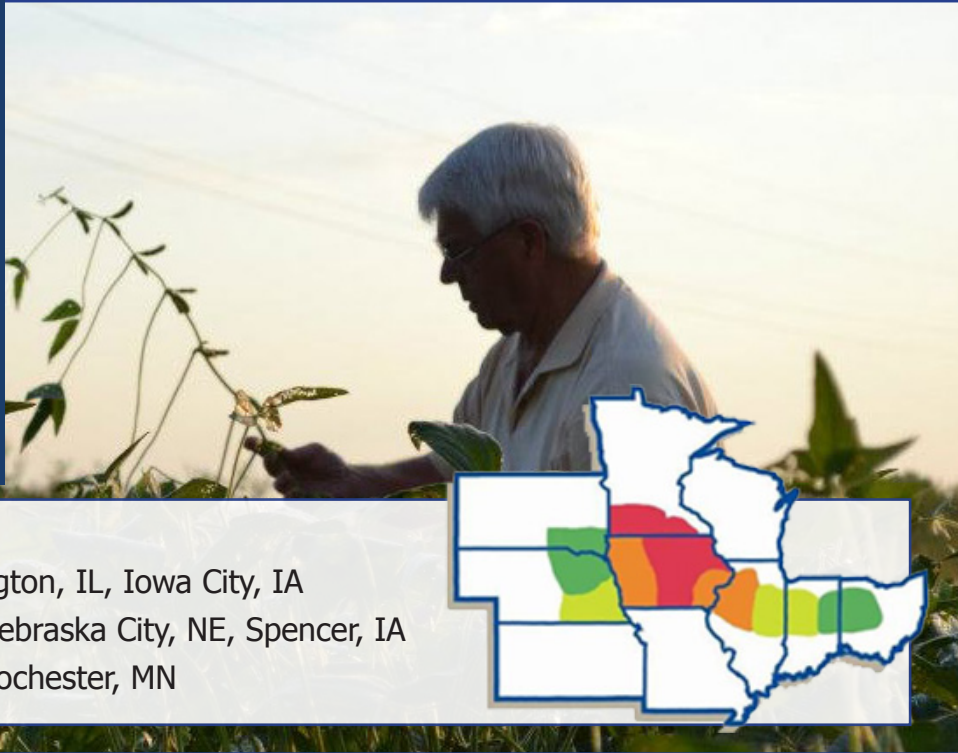 gton, IL, Iowa City, IA
ebraska City, NE, Spencer, IA
ochester, MN